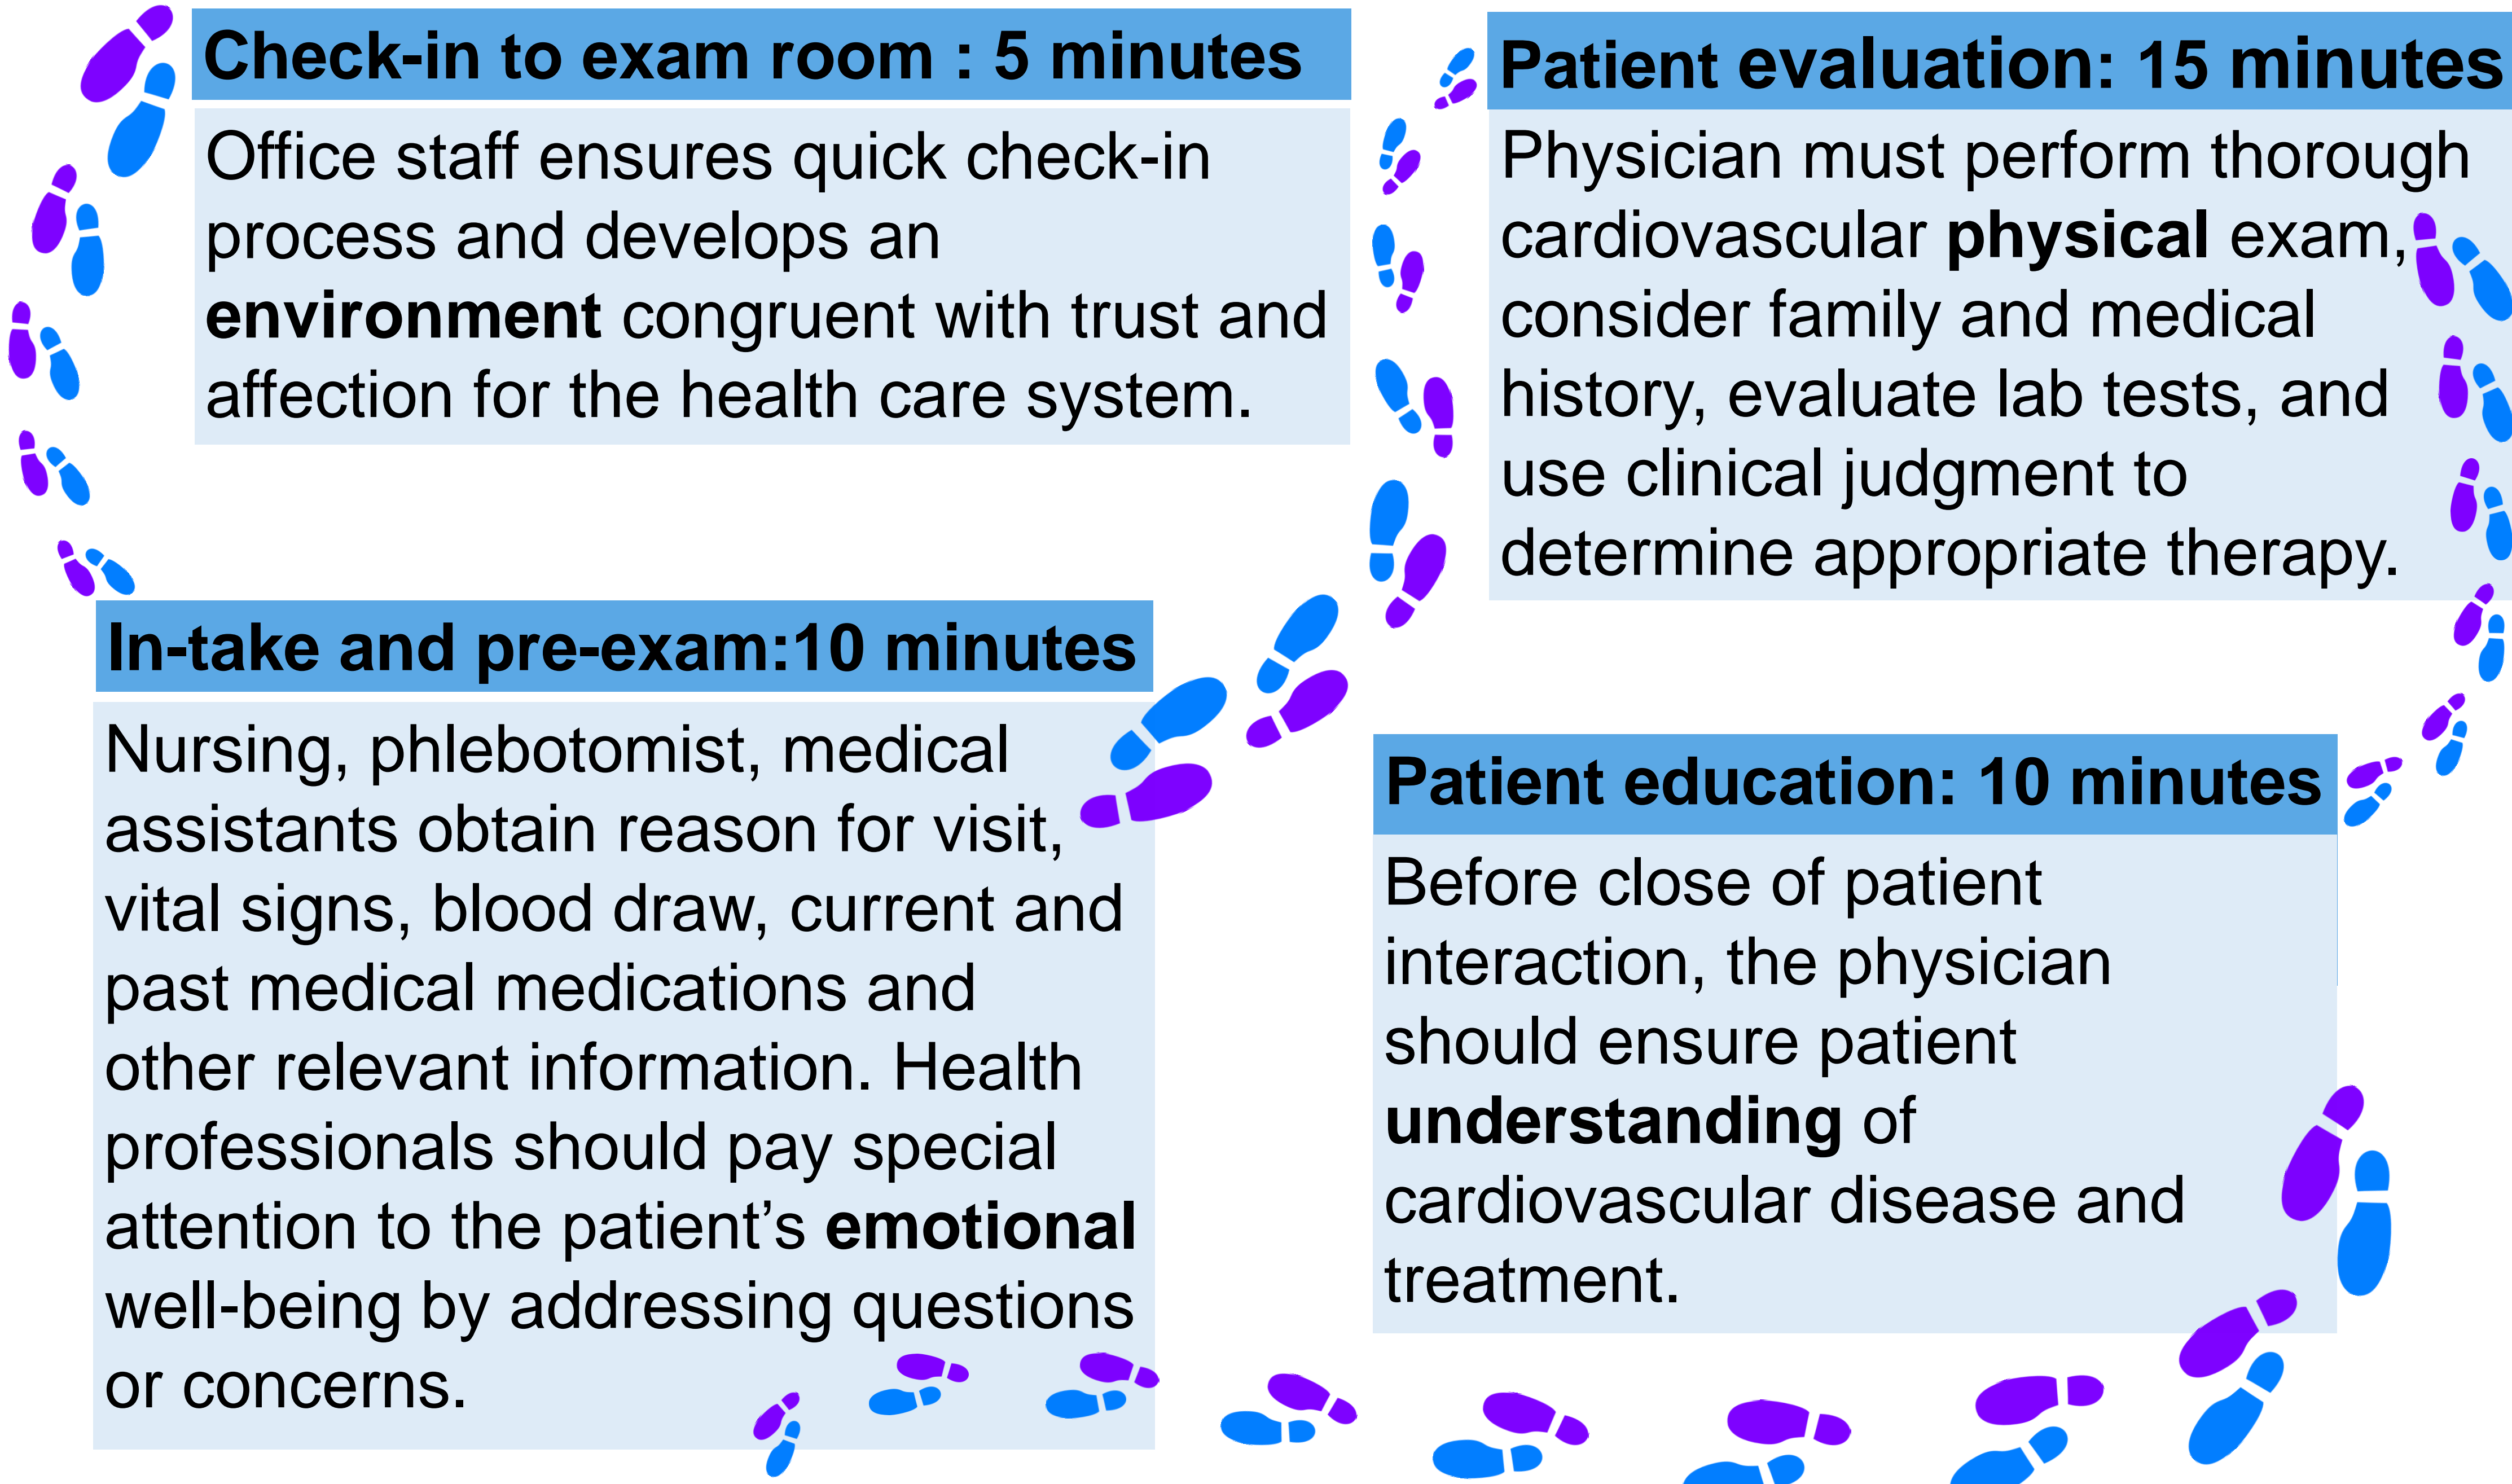 Check-in to exam room : 5 minutes
Office staff ensures quick check-in
process and develops an
environment congruent with trust and
affection for the health care system.
In-take and pre-exam:10 minutes
Nursing, phlebotomist, medical
assistants obtain reason for visit,
vital signs, blood draw, current and
past medical medications and
other relevant information. Health
professionals should pay special
attention to the patient’s emotional
well-being by addressing questions
or concerns.
Patient evaluation: 15 minutes
Physician must perform thorough
cardiovascular physical exam,
consider family and medical
history, evaluate lab tests, and
use clinical judgment to
determine appropriate therapy.
Patient education: 10 minutes
Before close of patient
interaction, the physician
should ensure patient
understanding of
cardiovascular disease and
treatment.